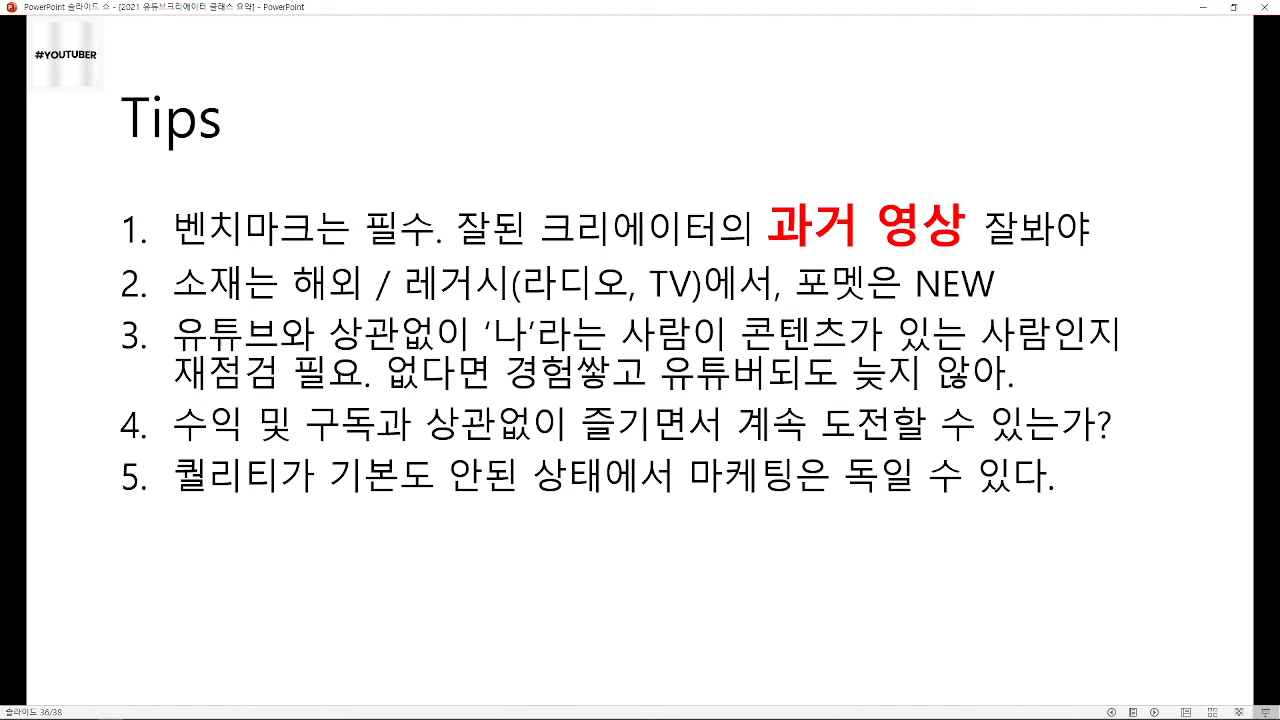 PowerPoint 슬라이드 쇼 - [2021 유튜브크리에이터 클래스 요약] - PowerPoint
#YOUTUBER
Tips
1. 벤치마크는 필수. 잘된 크리에이터의 과거 영상 잘봐야
2. 소재는 해외 / 레거시(라디오, TV)에서, 포멧은 NEW
3. 유튜브와 상관없이 ‘나’라는 사람이 콘텐츠가 있는 사람인지
재점검 필요. 없다면 경험쌓고 유튜버되도 늦지 않아.
4. 수익 및 구독과 상관없이 즐기면서 계속 도전할 수 있는가?
5. 퀄리티가 기본도 안된 상태에서 마케팅은 독일 수 있다.
슬라이드 36/38